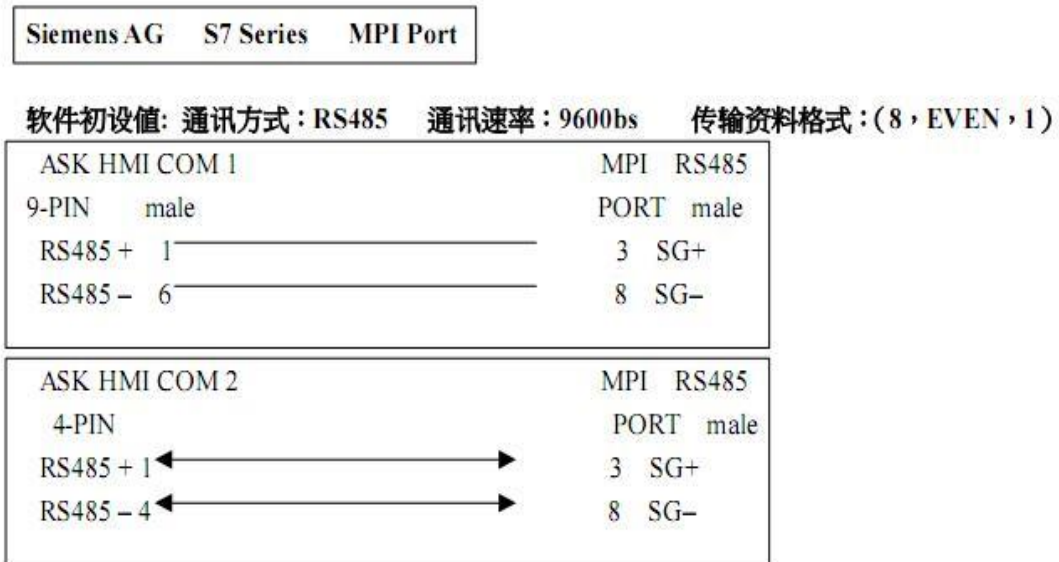 Siemens AG S7 Series MPI Port
软件初设值: 通讯方式：RS485 通讯速率：9600bs 传输资料格式：(8，EVEN，1)
ASK HMI COM 1 MPI RS485
9-PIN male PORT male
RS485 + 1 3 SG+
RS485 – 6 8 SG–
ASK HMI COM 2 MPI RS485
4-PIN PORT male
RS485 + 1 3 SG+
RS485 – 4 8 SG–